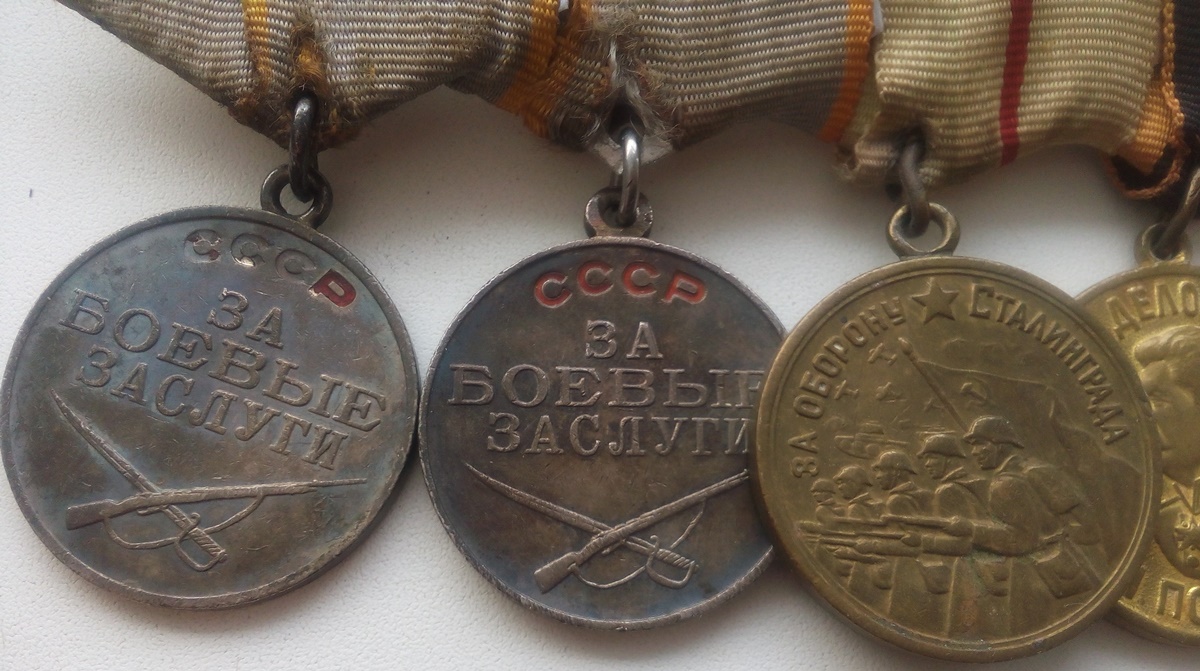 СССР
ЗА
БОЕВЫЕ
ЗАСЛУГИ
СССР
ЗА
БОЕВЫЕ
ЗАСЛУГИ
ЗА ОБОРОНУ СТАЛИНГРАДА